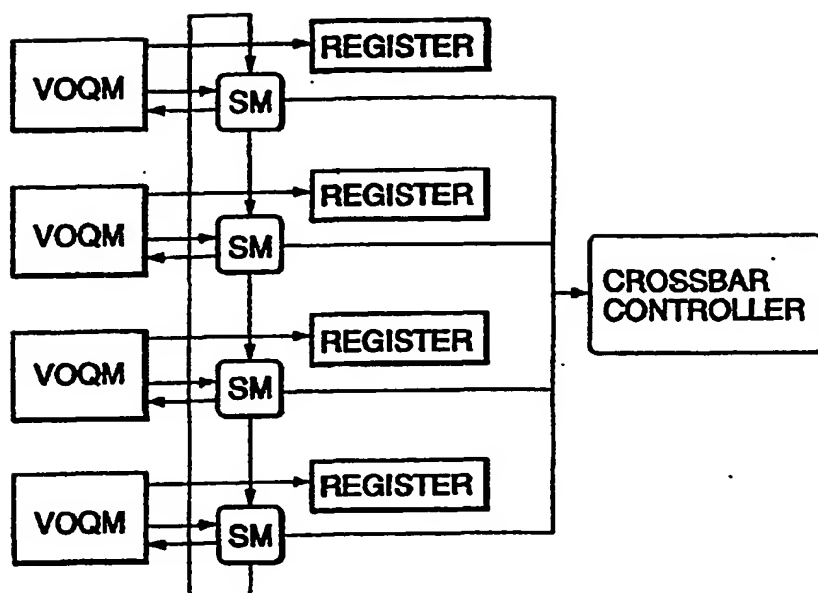 REGISTER
VOQM
SM
REGISTER
VOQM
SM
CROSSBAR
CONTROLLER
REGISTER
VOQM
SM
REGISTER
VOQM
SM